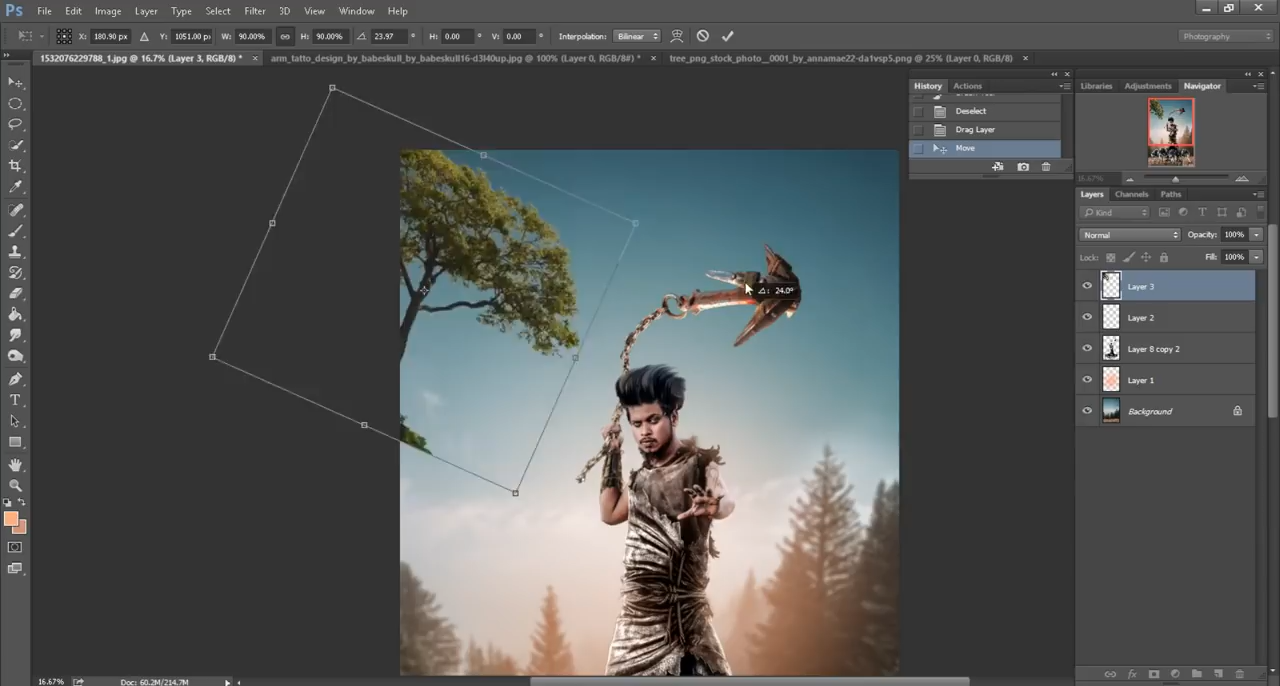 Ps File Edit Image Layer Type Select Filter 3D View Window Help
X: 180.90 px Y: 1051.00 px W: 90.00% H: 90.00% 23.97 ° H: 0.00 ° V: 0.00 ° Interpolation: Bilinear Photography
1532076229788_1.jpg @ 16.7% (Layer 3, RGB/8) * × arm_tatto_design_by_babeskull_by_babeskull16-d3l40up.jpg @ 100% (Layer 0, RGB/8#) * × tree_png_stock_photo__0001_by_annamae22-da1vsp5.png @ 25% (Layer 0, RGB/8) ×
History Actions
Deselect
Drag Layer
Move
Libraries Adjustments Navigator
16.67%
Layers Channels Paths
Kind
Normal Opacity: 100%
Lock: Fill: 100%
Layer 3
Layer 2
Layer 8 copy 2
Layer 1
Background
24.0°
16.67% Doc: 60.2M/214.7M